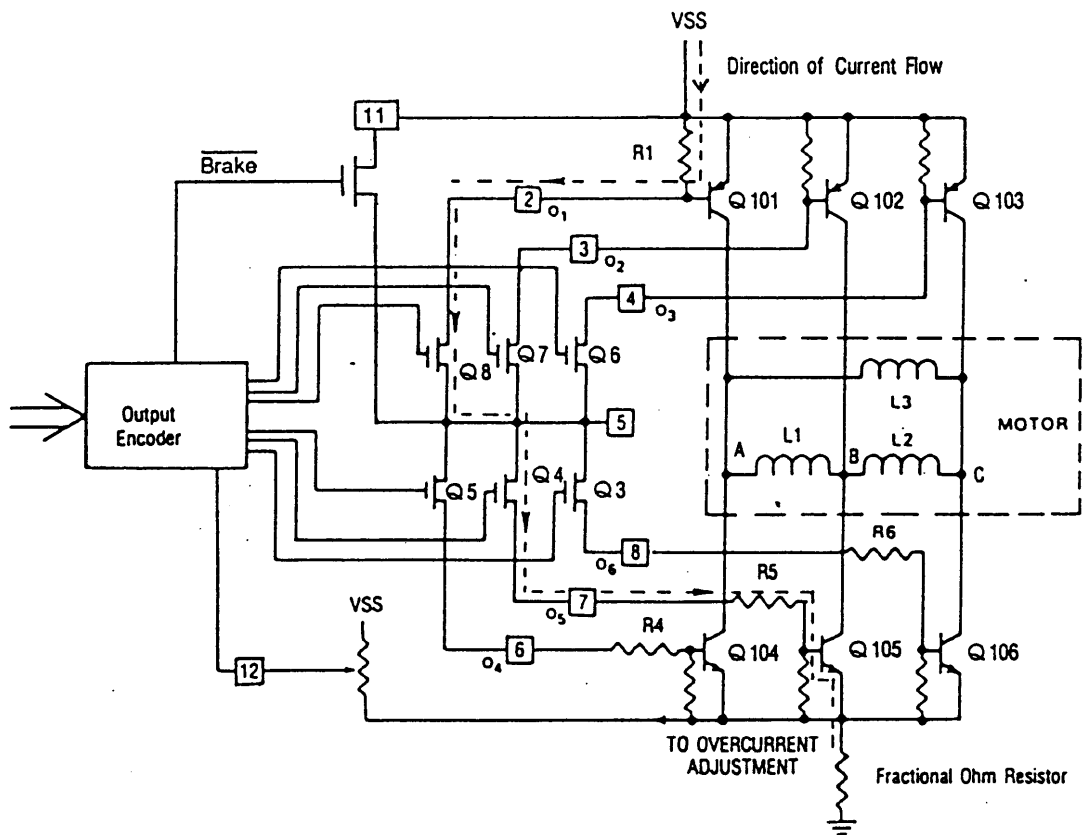 VSS
Direction of Current Flow
11
R1
Brake
2
O1
Q101
Q102
Q103
3
O2
4
O3
Q8
Q7
Q6
Output
Encoder
5
L3
MOTOR
A
L1
B
L2
C
Q5
Q4
Q3
8
O6
R6
7
O5
R5
VSS
6
O4
R4
Q104
Q105
Q106
12
TO OVERCURRENT
ADJUSTMENT
Fractional Ohm Resistor